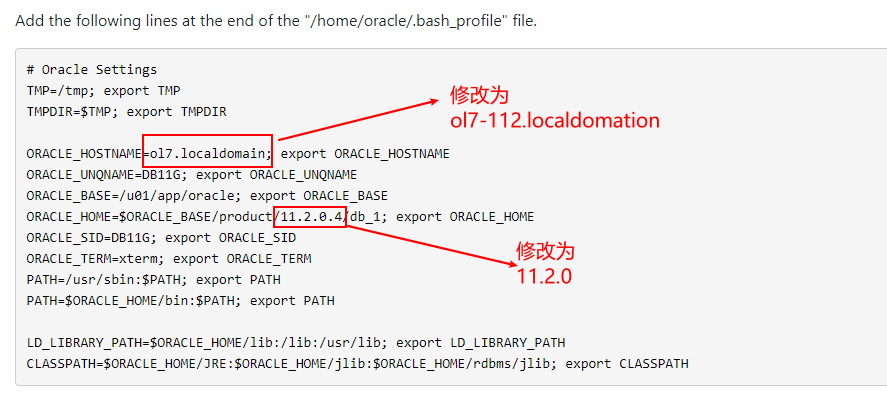 Add the following lines at the end of the "/home/oracle/.bash_profile" file.
# Oracle Settings
TMP=/tmp; export TMP
TMPDIR=$TMP; export TMPDIR
修改为
ol7-112.localdomation
ORACLE_HOSTNAME=ol7.localdomain; export ORACLE_HOSTNAME
ORACLE_UNQNAME=DB11G; export ORACLE_UNQNAME
ORACLE_BASE=/u01/app/oracle; export ORACLE_BASE
ORACLE_HOME=$ORACLE_BASE/product/11.2.0.4/db_1; export ORACLE_HOME
ORACLE_SID=DB11G; export ORACLE_SID
修改为
11.2.0
ORACLE_TERM=xterm; export ORACLE_TERM
PATH=/usr/sbin:$PATH; export PATH
PATH=$ORACLE_HOME/bin:$PATH; export PATH
LD_LIBRARY_PATH=$ORACLE_HOME/lib:/lib:/usr/lib; export LD_LIBRARY_PATH
CLASSPATH=$ORACLE_HOME/JRE:$ORACLE_HOME/jlib:$ORACLE_HOME/rdbms/jlib; export CLASSPATH